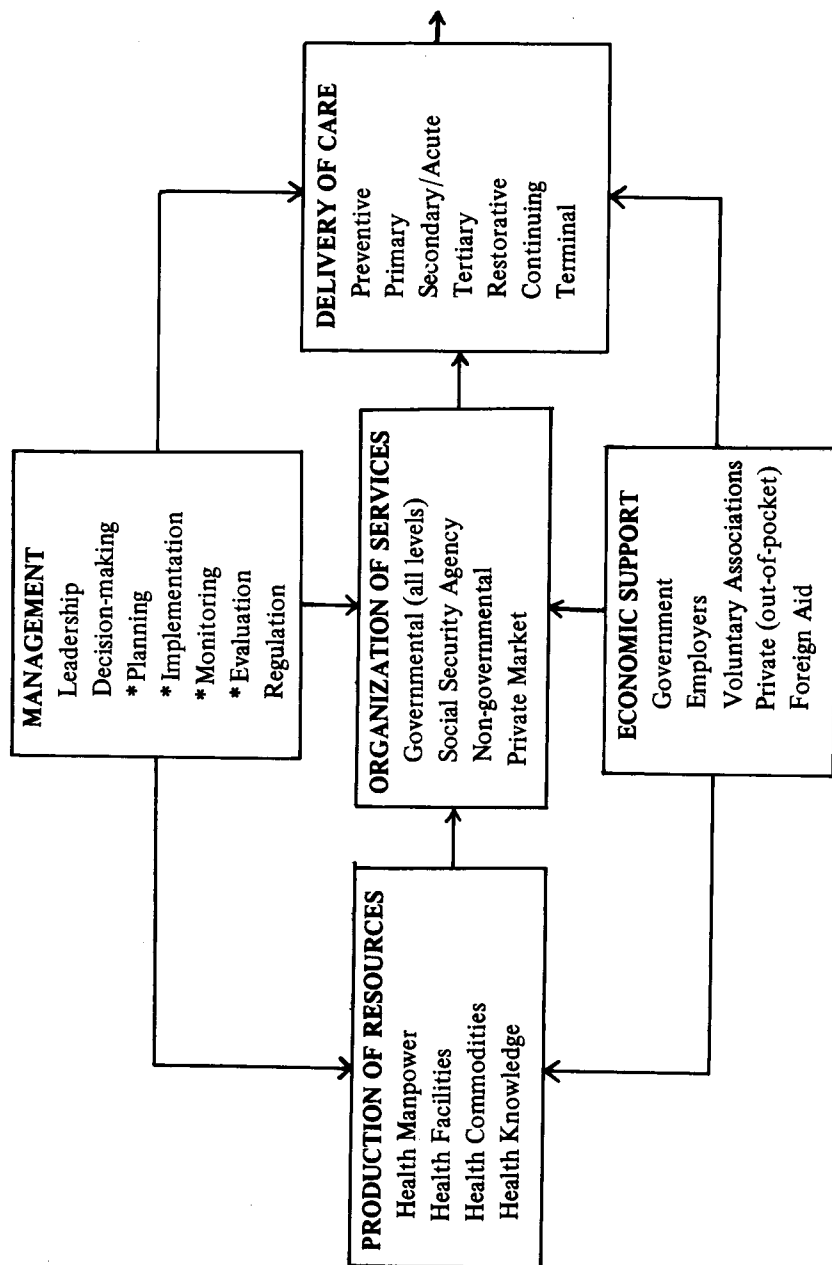 MANAGEMENT
Leadership
Decision-making
*Planning
*Implementation
*Monitoring
*Evaluation
Regulation
PRODUCTION OF RESOURCES
Health Manpower
Health Facilities
Health Commodities
Health Knowledge
ORGANIZATION OF SERVICES
Governmental (all levels)
Social Security Agency
Non-governmental
Private Market
DELIVERY OF CARE
Preventive
Primary
Secondary/Acute
Tertiary
Restorative
Continuing
Terminal
ECONOMIC SUPPORT
Government
Employers
Voluntary Associations
Private (out-of-pocket)
Foreign Aid